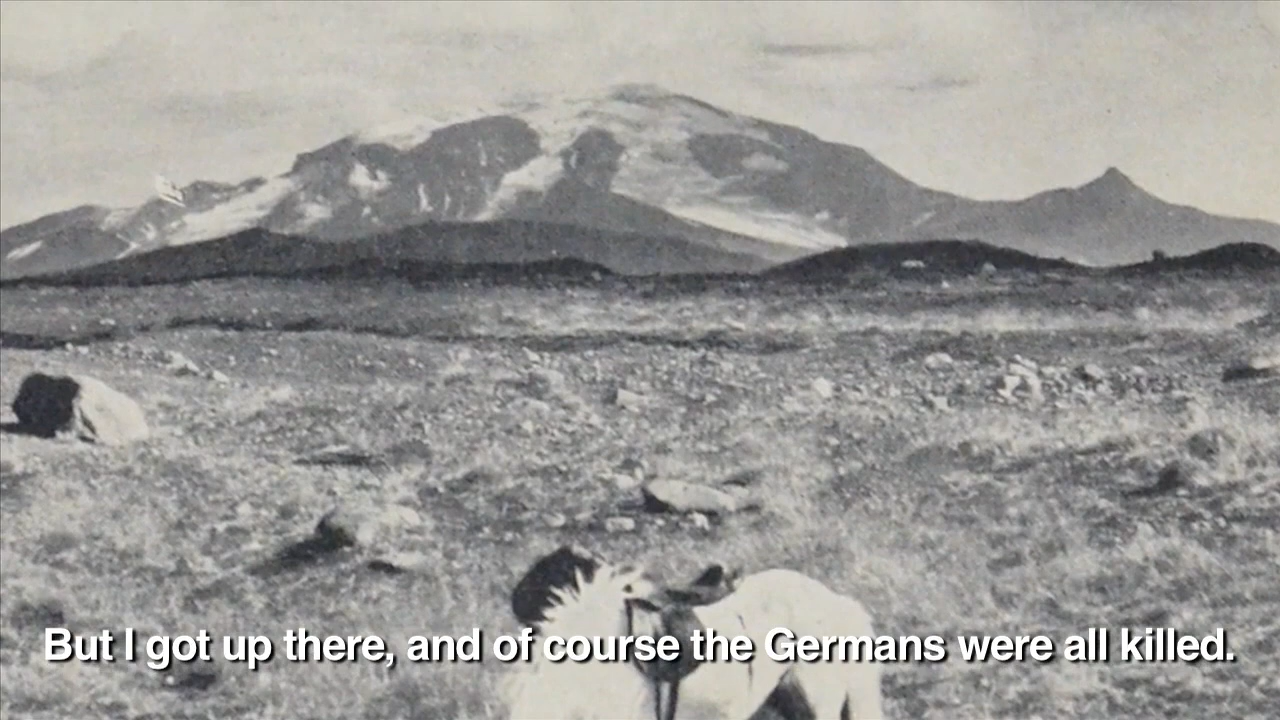 But I got up there, and of course the Germans were all killed.